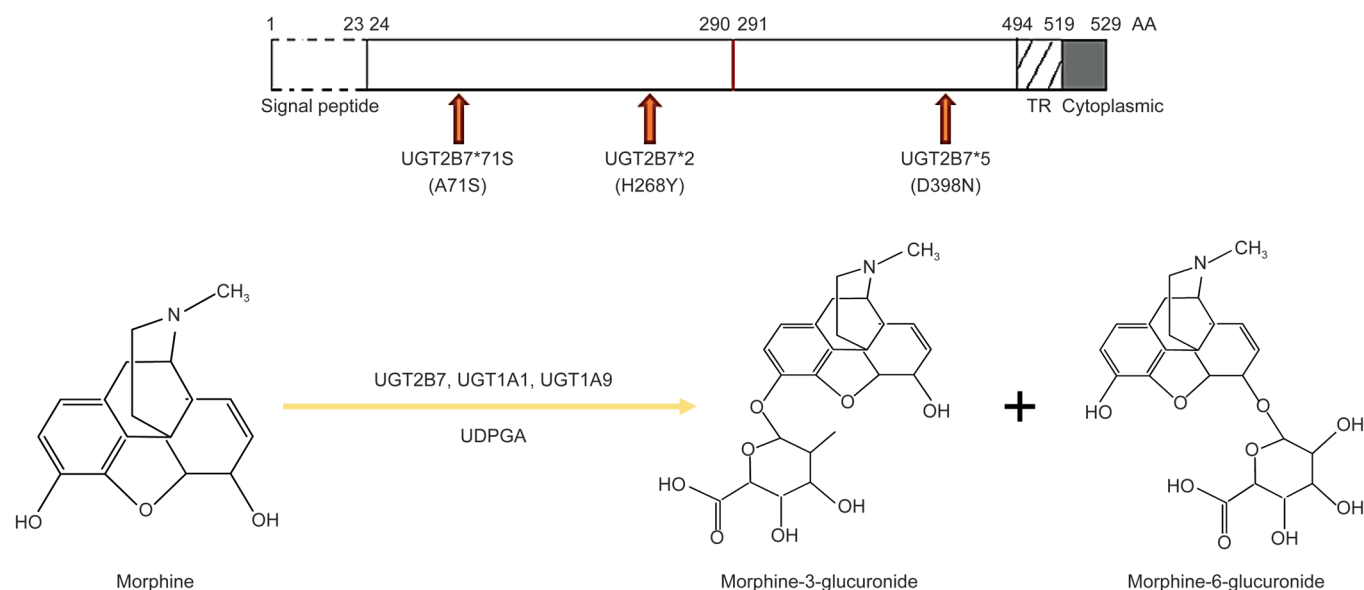 1 23 24 290 291 494 519 529 AA
Signal peptide TR Cytoplasmic
UGT2B7*71S UGT2B7*2 UGT2B7*5
(A71S) (H268Y) (D398N)
N CH3 N CH3
N CH3
UGT2B7, UGT1A1, UGT1A9
UDPGA
O OH + HO O O
O
HO O OH
O OH
O O
HO OH HO OH
O OH O OH
Morphine Morphine-3-glucuronide Morphine-6-glucuronide